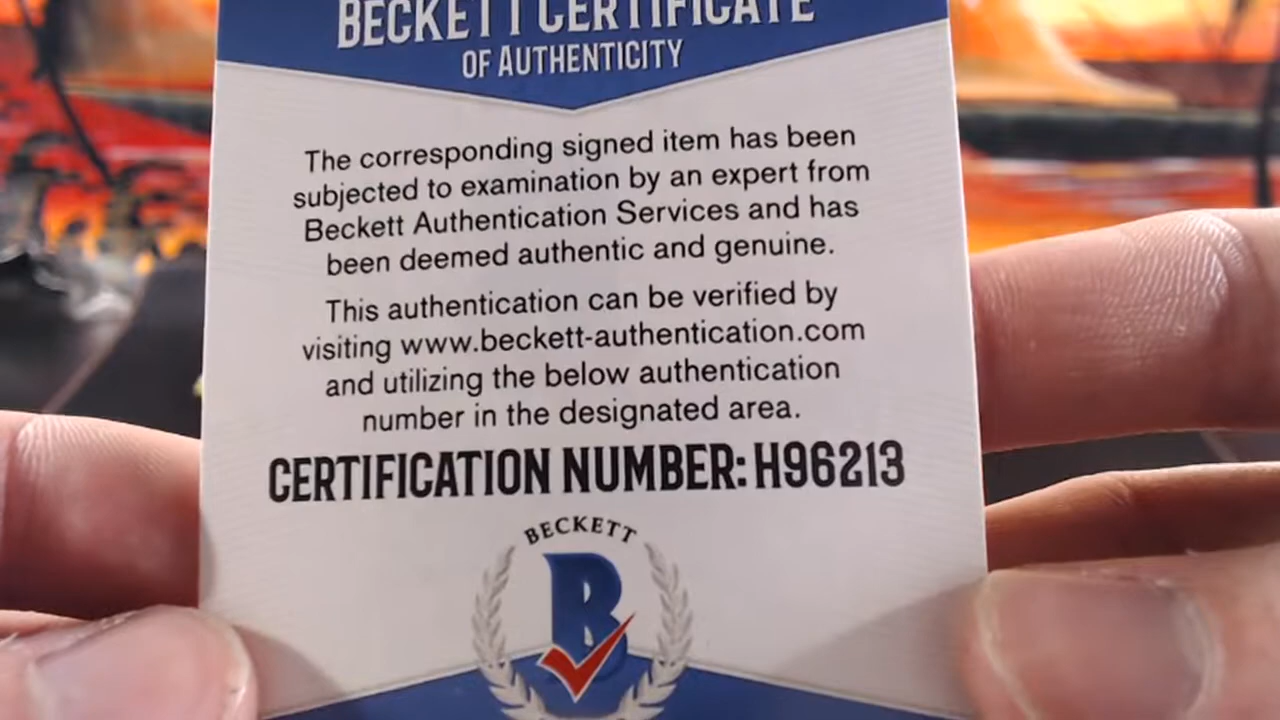 BECKETT CERTIFICATE
OF AUTHENTICITY
The corresponding signed item has been
subjected to examination by an expert from
Beckett Authentication Services and has
been deemed authentic and genuine.
This authentication can be verified by
visiting www.beckett-authentication.com
and utilizing the below authentication
number in the designated area.
CERTIFICATION NUMBER: H96213
BECKETT
B